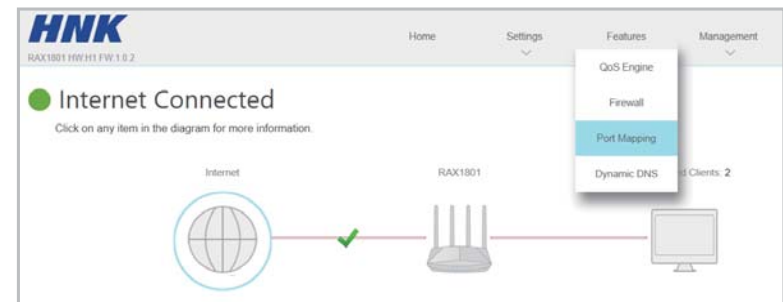 HNK
Home Settings Features Management
RAX1801 HW:H1 FW:1.0.2
QoS Engine
Internet Connected
Firewall
Click on any item in the diagram for more information.
Port Mapping
Internet RAX1801 Dynamic DNS d Clients: 2